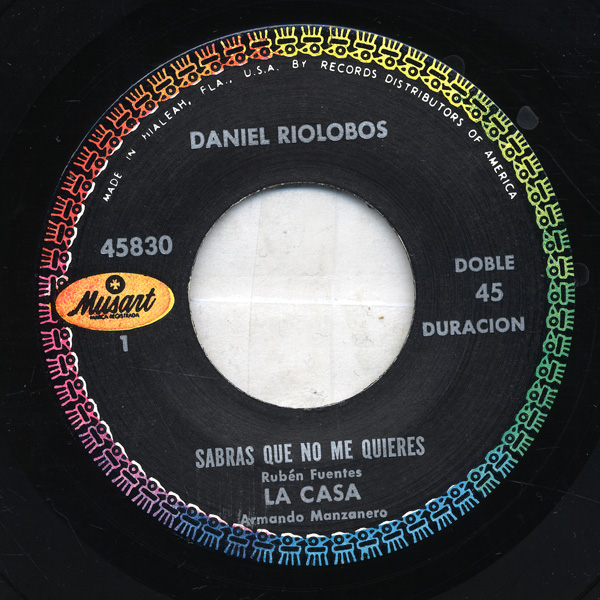 MADE IN HIALEAH, FLA., U.S.A. BY RECORDS DISTRIBUTORS OF AMERICA
DANIEL RIOLOBOS
45830
Musart
MARCA REGISTRADA
1
DOBLE
45
DURACION
SABRAS QUE NO ME QUIERES
Rubén Fuentes
LA CASA
Armando Manzanero